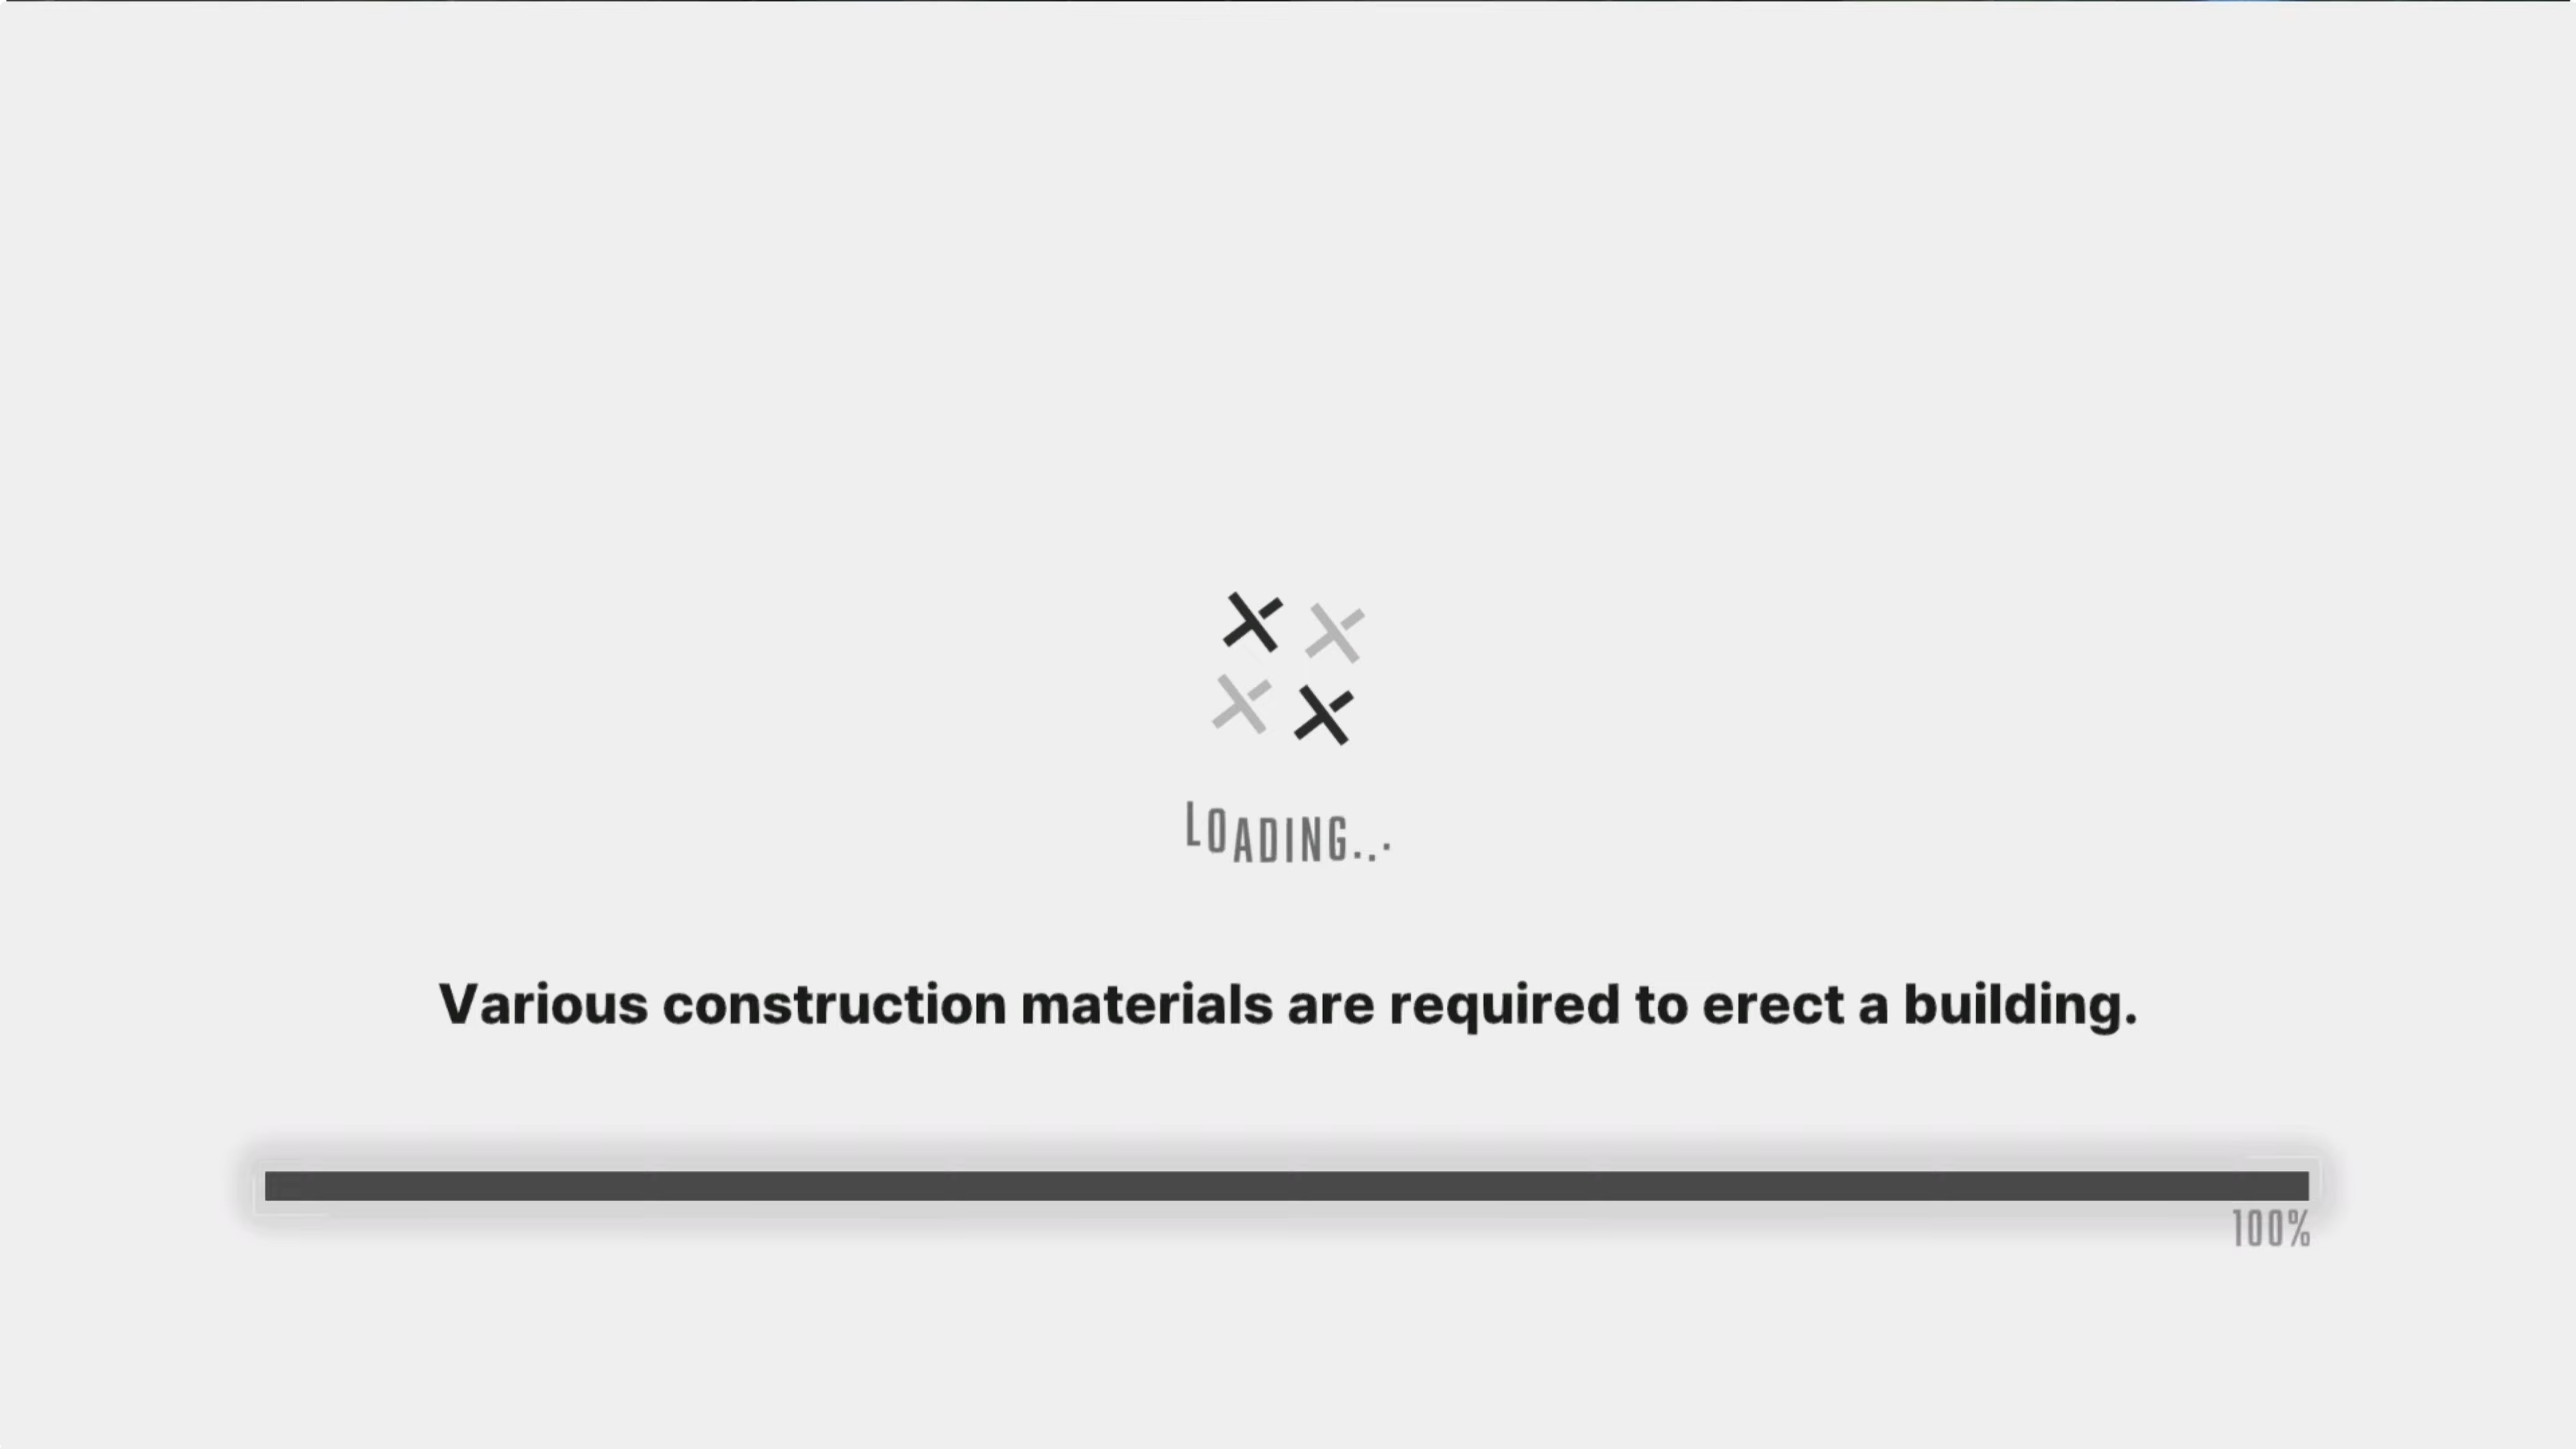 LOADING...
Various construction materials are required to erect a building.
100%